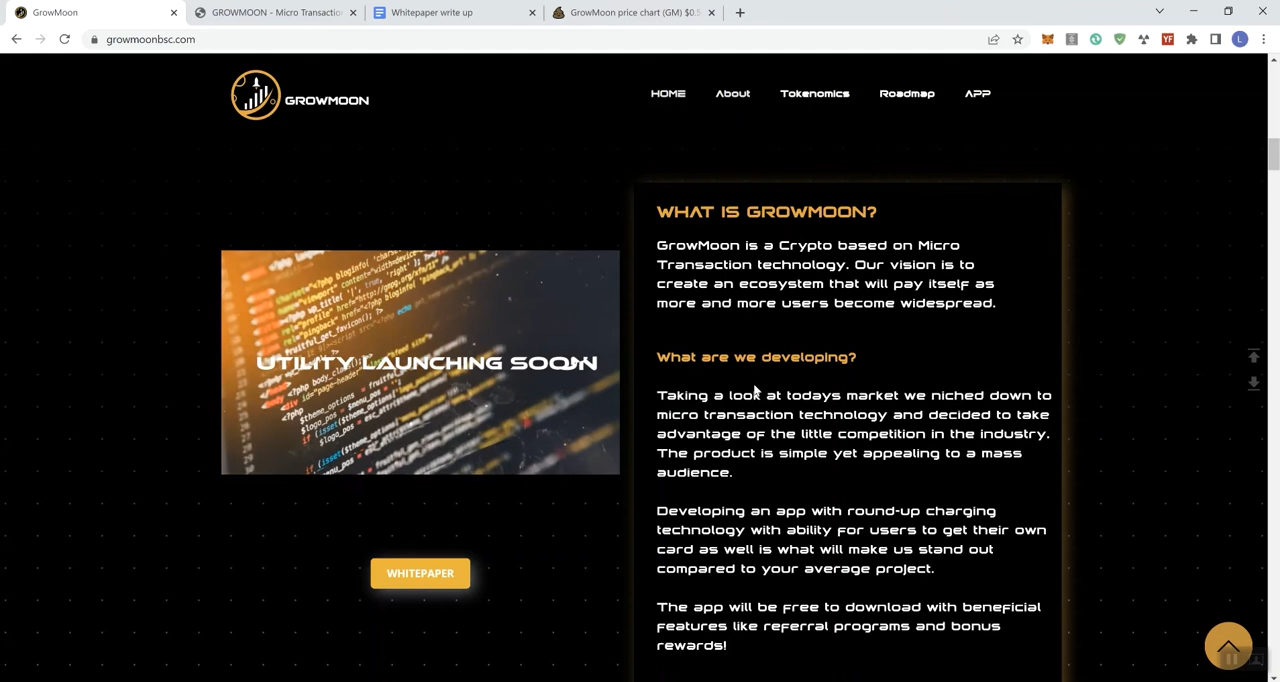 GrowMoon
GROWMOON - Micro Transaction
Whitepaper write up
GrowMoon price chart (GM) $0.5
growmoonbsc.com
YF
L
GROWMOON
HOME
About
Tokenomics
Roadmap
APP
UTILITY LAUNCHING SOON
WHITEPAPER
WHAT IS GROWMOON?
GrowMoon is a Crypto based on Micro
Transaction technology. Our vision is to
create an ecosystem that will pay itself as
more and more users become widespread.
What are we developing?
Taking a look at todays market we niched down to
micro transaction technology and decided to take
advantage of the little competition in the industry.
The product is simple yet appealing to a mass
audience.
Developing an app with round-up charging
technology with ability for users to get their own
card as well is what will make us stand out
compared to your average project.
The app will be free to download with beneficial
features like referral programs and bonus
rewards!